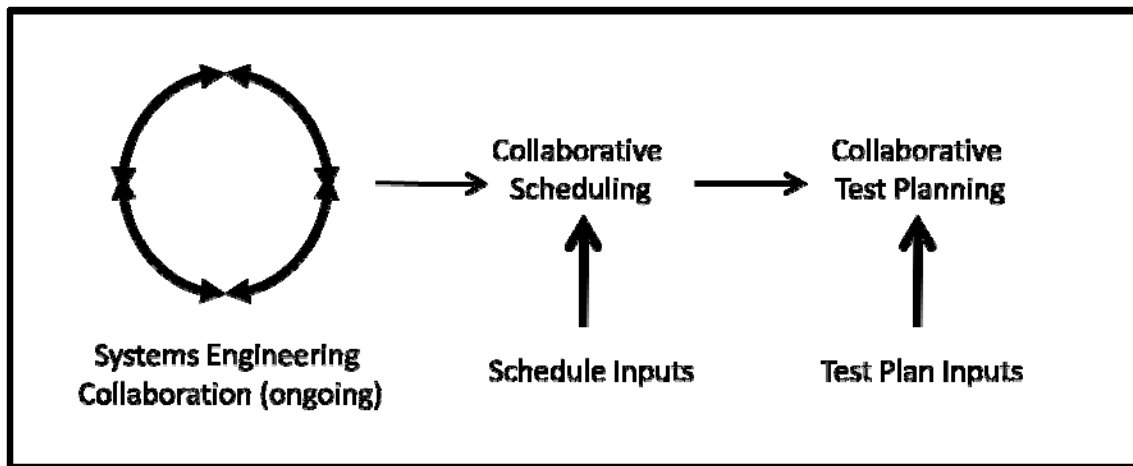 Collaborative
Scheduling
Collaborative
Test Planning
Systems Engineering
Collaboration (ongoing)
Schedule Inputs
Test Plan Inputs